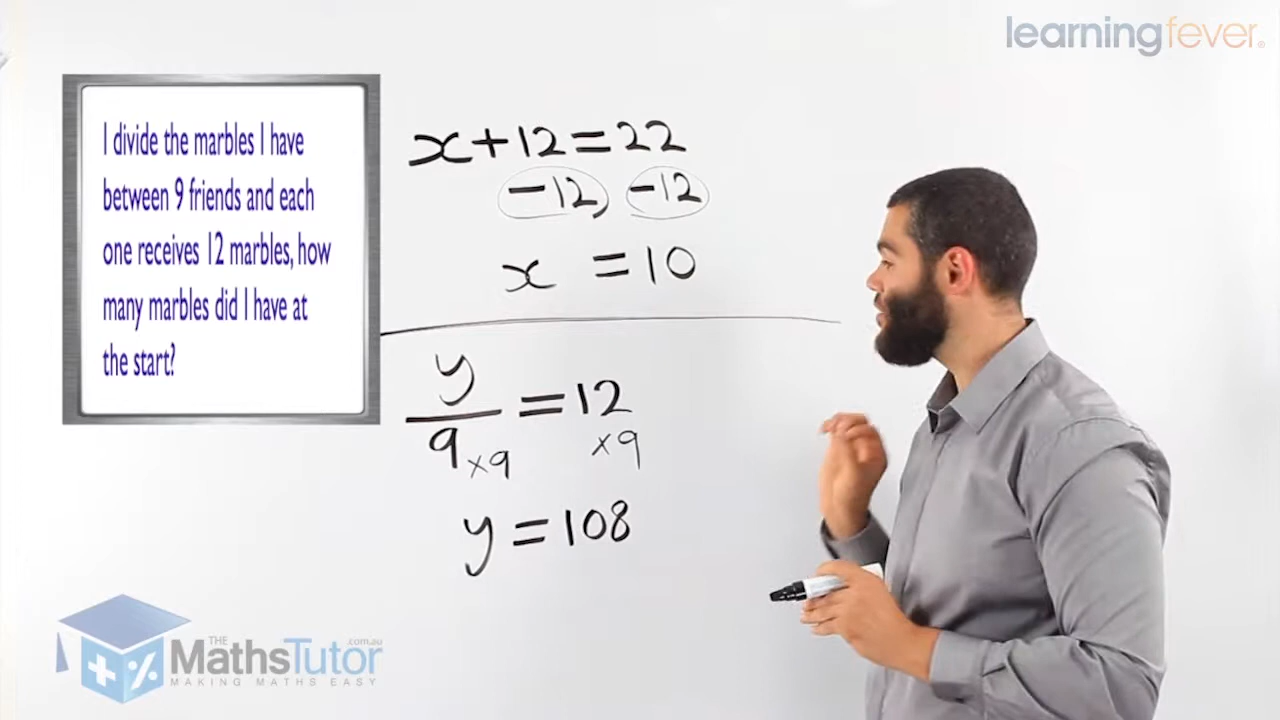 learningfever®
I divide the marbles I have
between 9 friends and each
one receives 12 marbles, how
many marbles did I have at
the start?
x+12=22
-12, -12
x =10
y
9 =12
×9 ×9
y=108
+ %
THE
MathsTutor.com.au
MAKING MATHS EASY